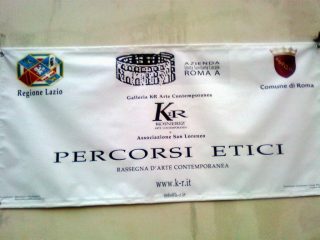 AZIENDA
ROMA A
Regione Lazio
Comune di Roma
Galleria KR Arte Contemporanea
KR
Associazione San Lorenzo
PERCORSI ETICI
RASSEGNA D'ARTE CONTEMPORANEA
www.k-r.it